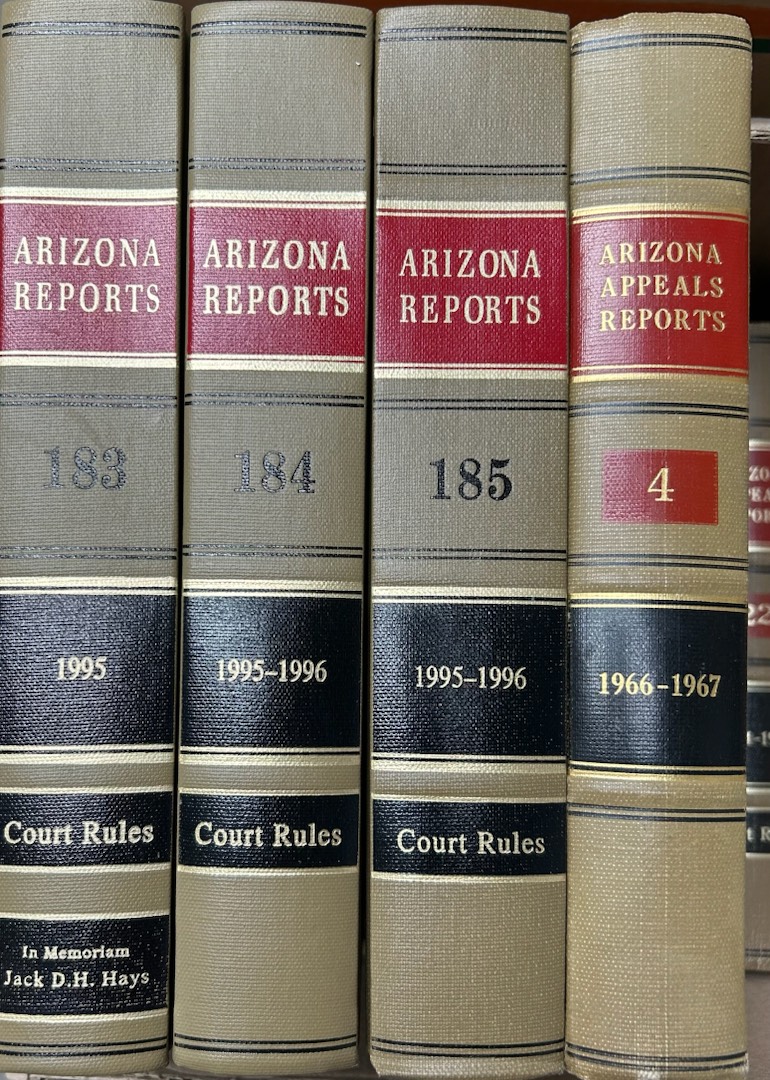 ARIZONA
REPORTS
183
1995
Court Rules
In Memoriam
Jack D.H. Hays
ARIZONA
REPORTS
184
1995-1996
Court Rules
ARIZONA
REPORTS
185
1995-1996
Court Rules
ARIZONA
APPEALS
REPORTS
4
1966-1967
22